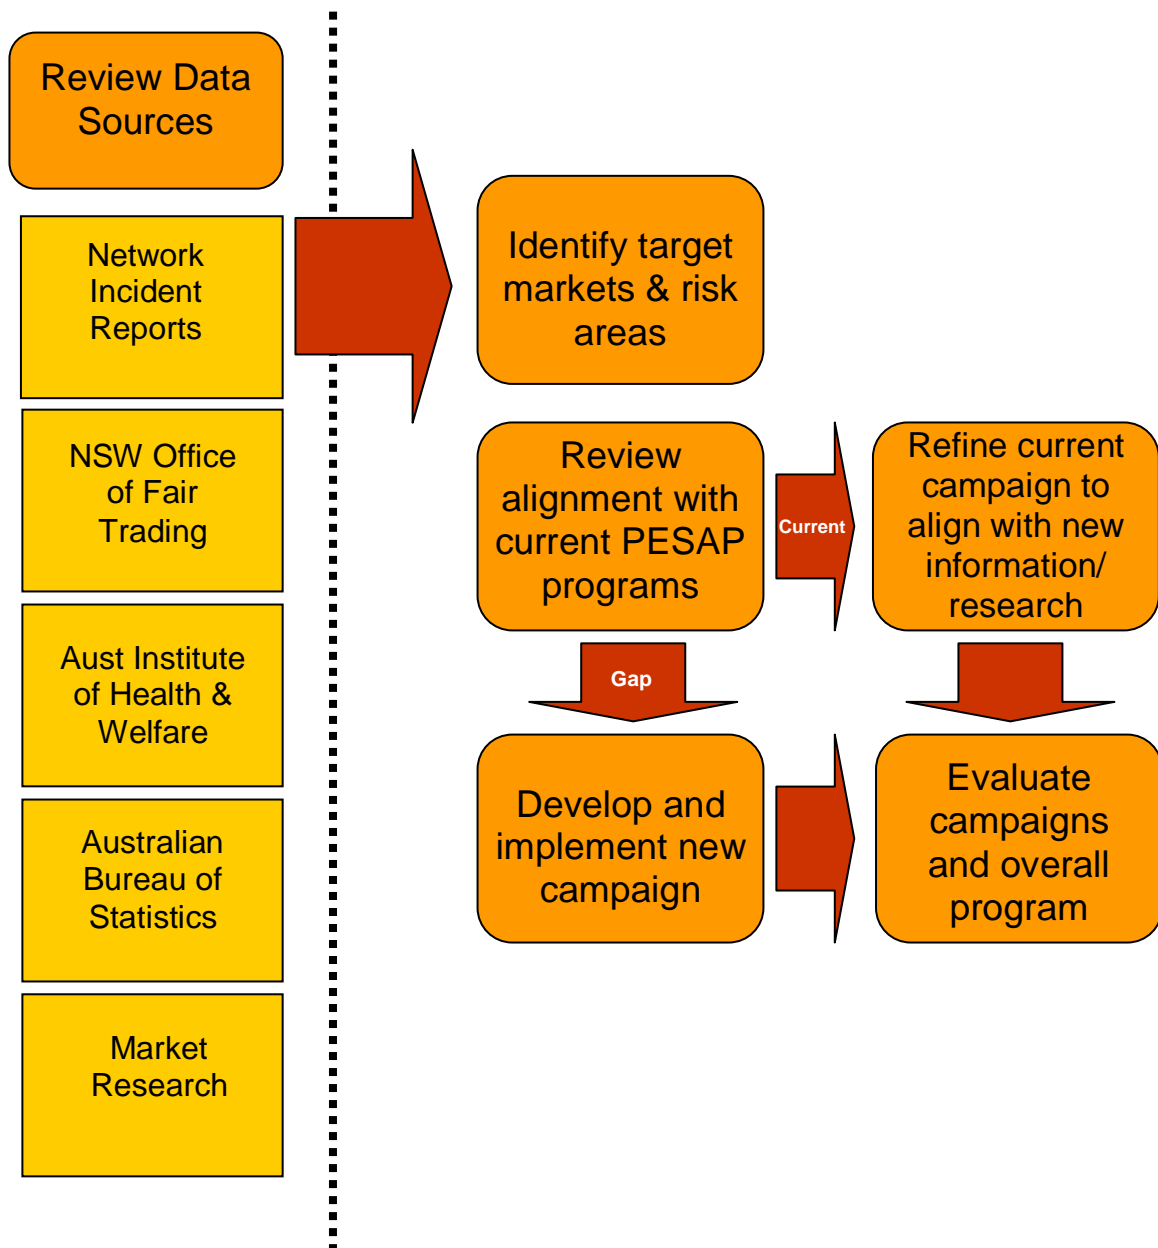 Review Data
Sources
Network
Incident
Reports
NSW Office
of Fair
Trading
Aust Institute
of Health &
Welfare
Australian
Bureau of
Statistics
Market
Research
Identify target
markets & risk
areas
Review
alignment with
current PESAP
programs
Current
Refine current
campaign to
align with new
information/
research
Gap
Develop and
implement new
campaign
Evaluate
campaigns
and overall
program